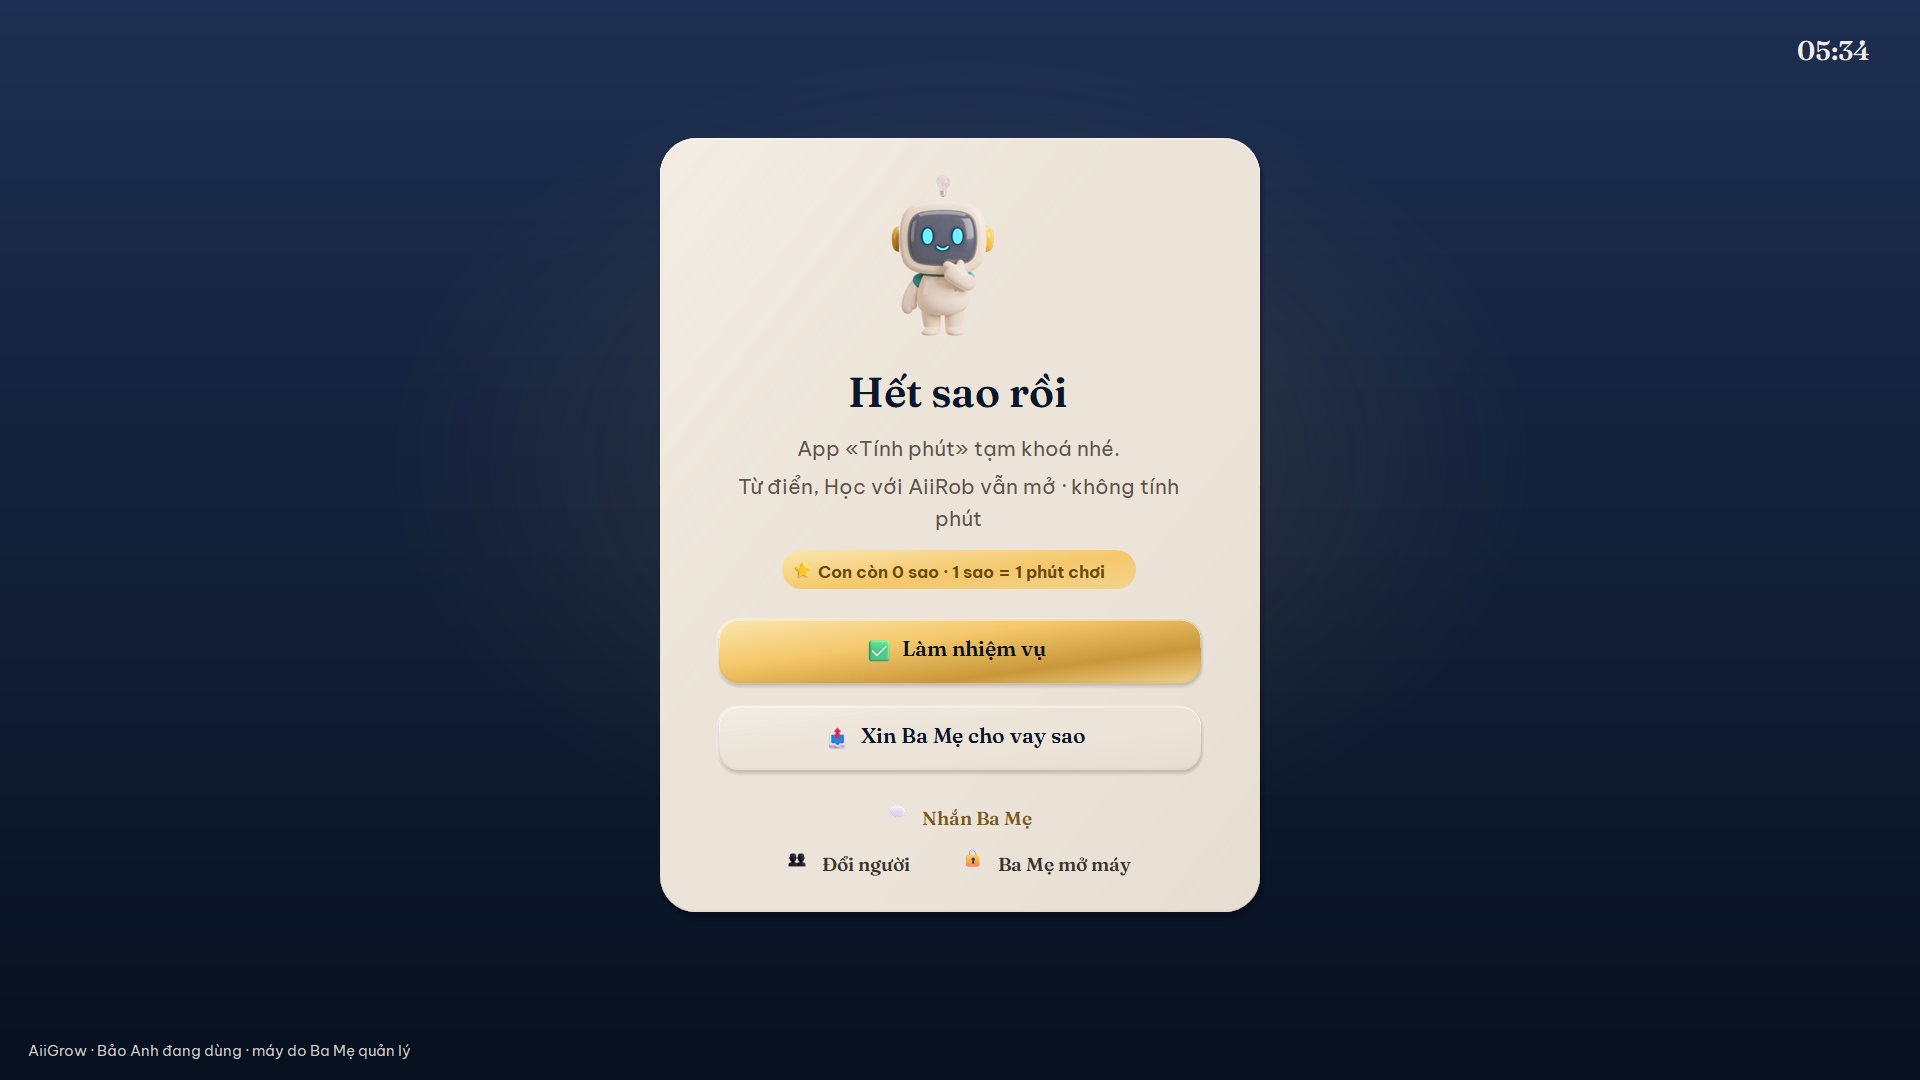 05:34
Hết sao rồi
App «Tính phút» tạm khoá nhé.
Từ điển, Học với AiiRob vẫn mở · không tính
phút
Con còn 0 sao · 1 sao = 1 phút chơi
Làm nhiệm vụ
Xin Ba Mẹ cho vay sao
Nhắn Ba Mẹ
Đổi người
Ba Mẹ mở máy
AiiGrow · Bảo Anh đang dùng · máy do Ba Mẹ quản lý